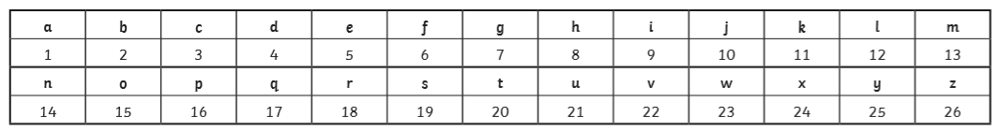 a b c d e f g h i j k l m
1 2 3 4 5 6 7 8 9 10 11 12 13
n o p q r s t u v w x y z
14 15 16 17 18 19 20 21 22 23 24 25 26